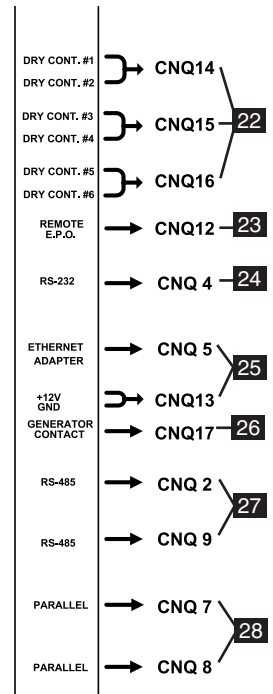 DRY CONT. #1
DRY CONT. #2
CNQ14
DRY CONT. #3
DRY CONT. #4
CNQ15
22
DRY CONT. #5
DRY CONT. #6
CNQ16
REMOTE
E.P.O.
CNQ12
23
RS-232
CNQ 4
24
ETHERNET
ADAPTER
CNQ 5
25
+12V
GND
CNQ13
GENERATOR
CONTACT
CNQ17
26
RS-485
CNQ 2
27
RS-485
CNQ 9
PARALLEL
CNQ 7
28
PARALLEL
CNQ 8